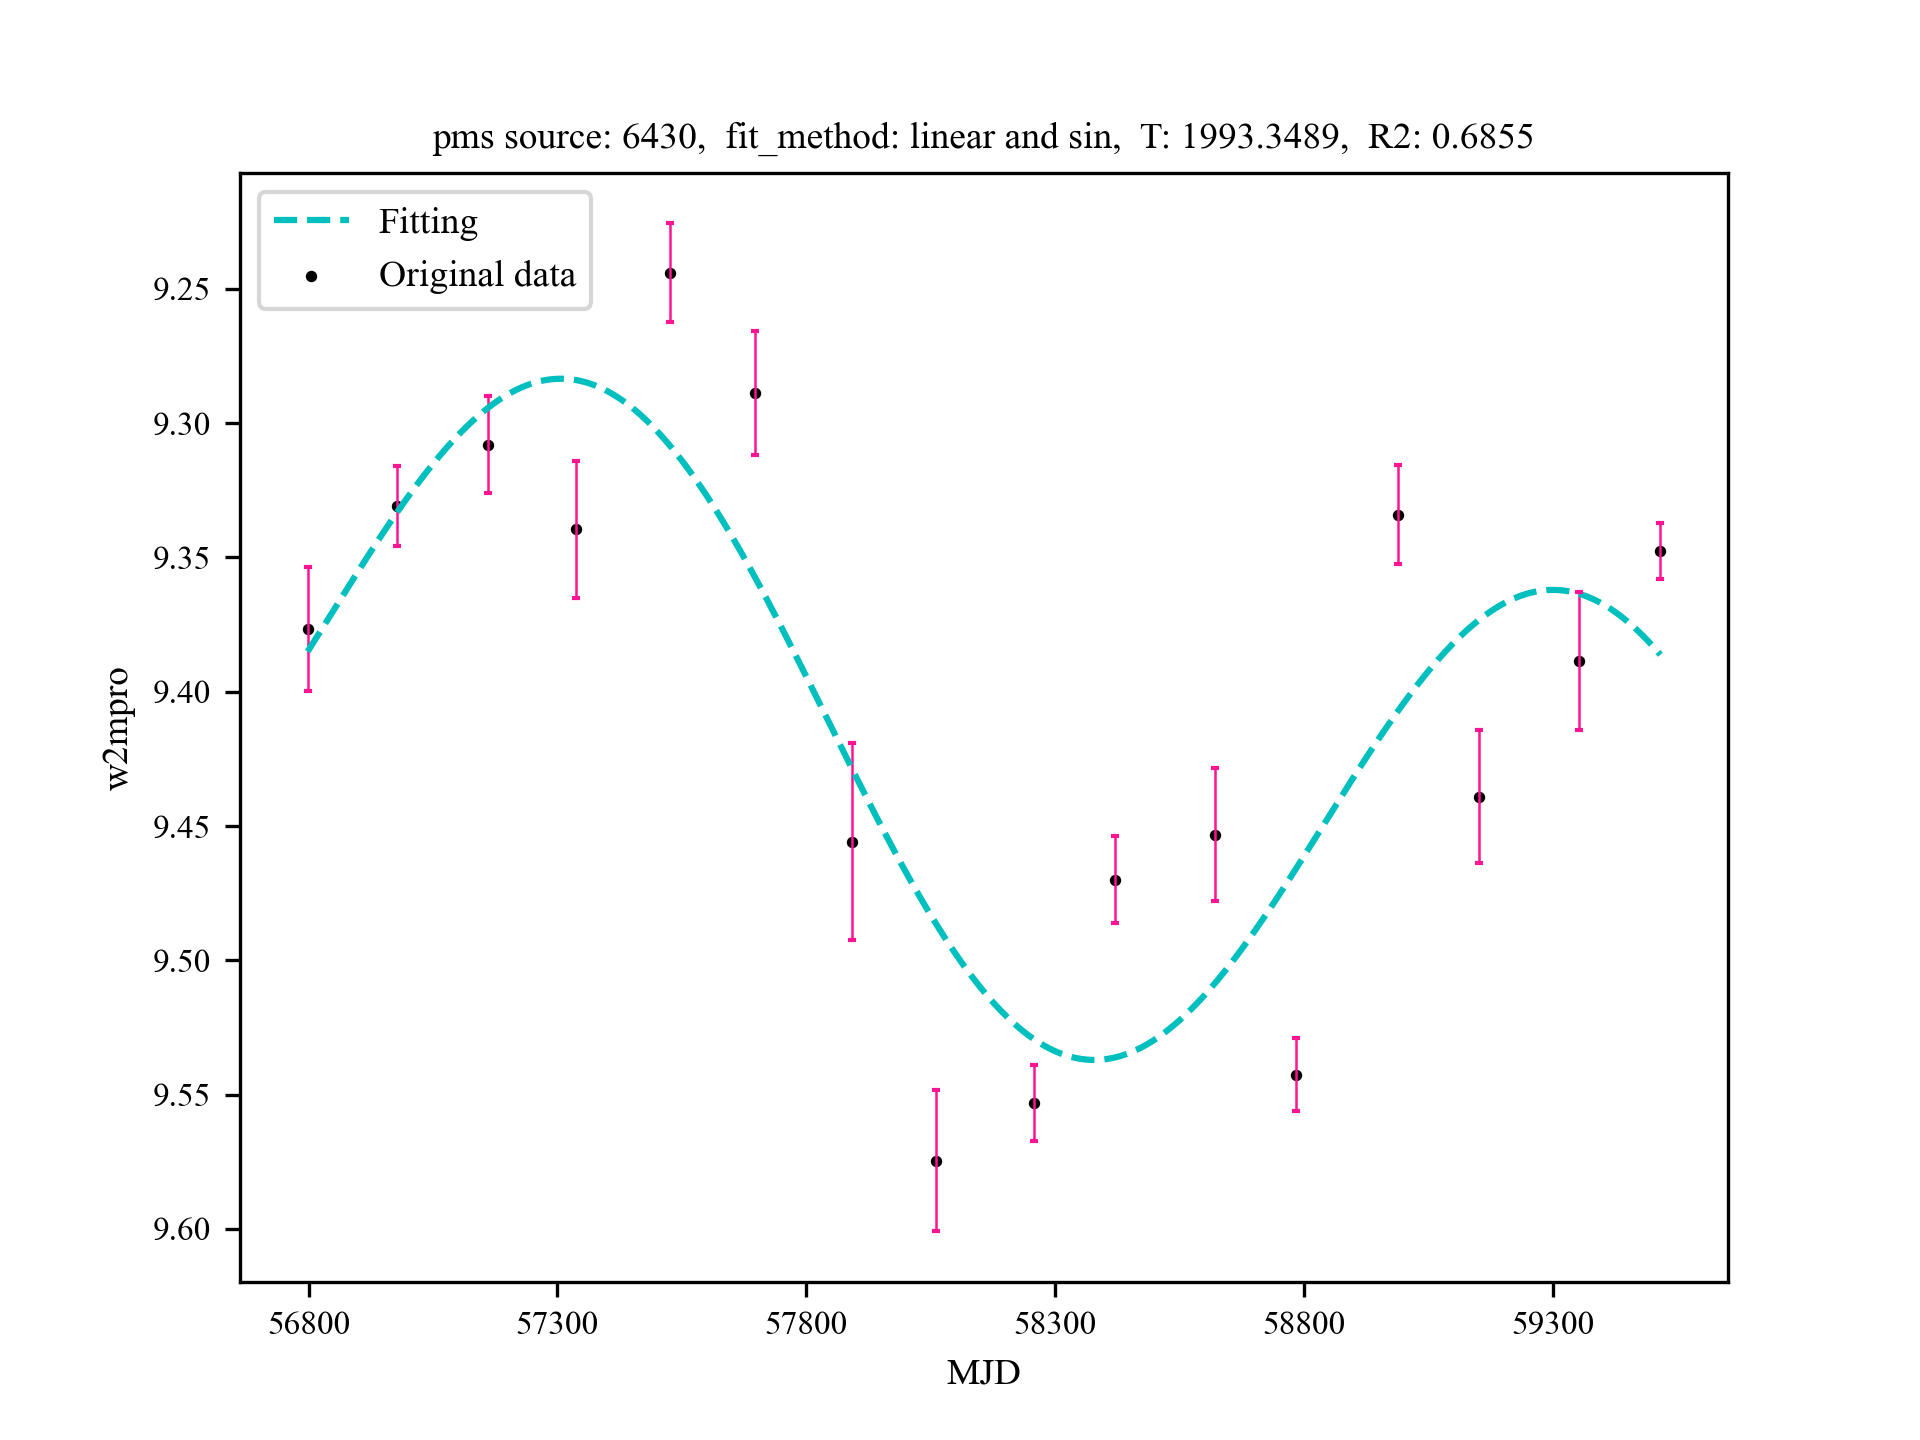 pms source: 6430,  fit_method: linear and sin,  T: 1993.3489,  R2: 0.6855
Fitting
Original data
9.25
9.30
9.35
9.40
9.45
9.50
9.55
9.60
w2mpro
56800 57300 57800 58300 58800 59300
MJD